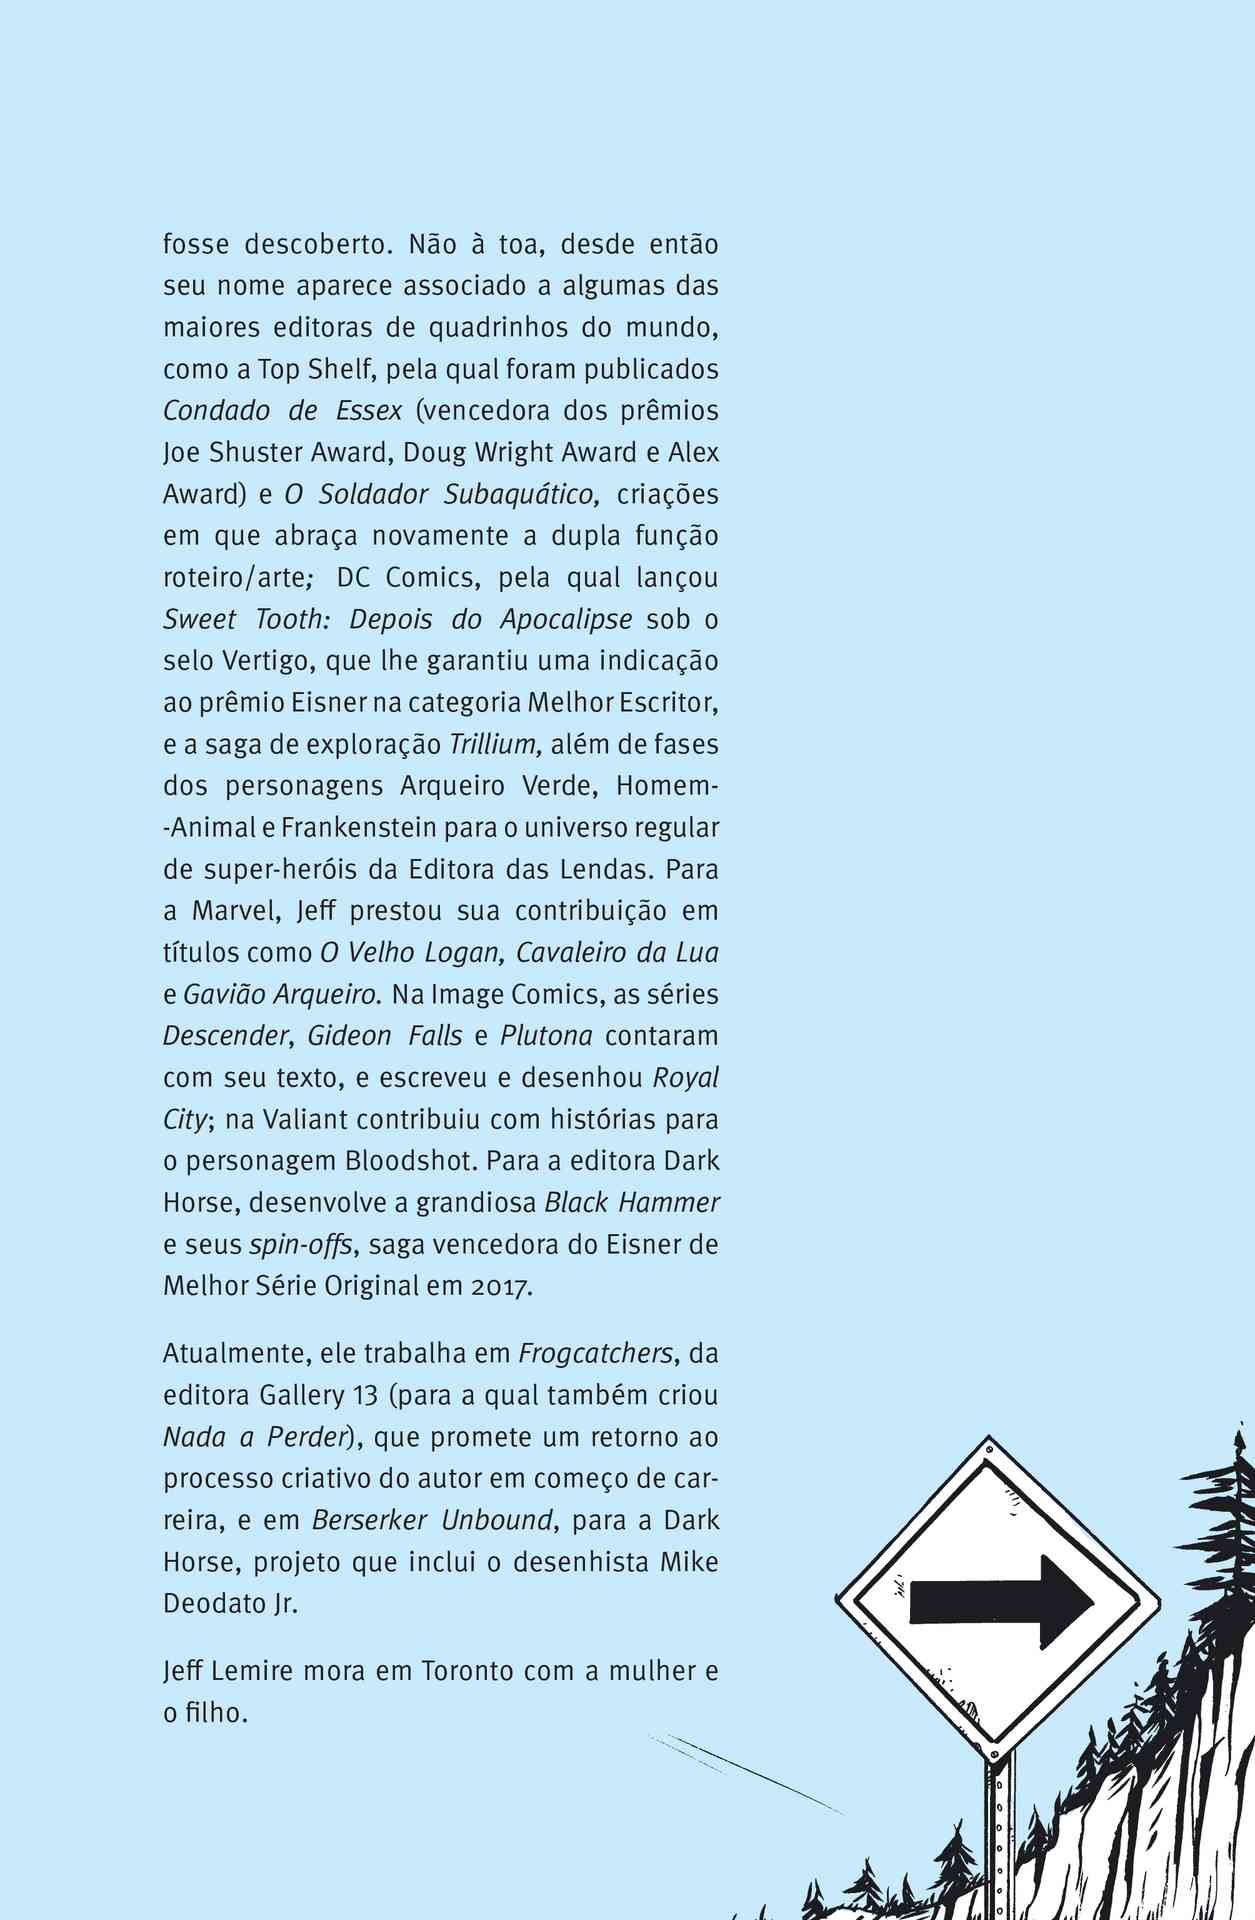 fosse descoberto. Não à toa, desde então
seu nome aparece associado a algumas das
maiores editoras de quadrinhos do mundo,
como a Top Shelf, pela qual foram publicados
Condado de Essex (vencedora dos prêmios
Joe Shuster Award, Doug Wright Award e Alex
Award) e O Soldador Subaquático, criações
em que abraça novamente a dupla função
roteiro/arte; DC Comics, pela qual lançou
Sweet Tooth: Depois do Apocalipse sob o
selo Vertigo, que lhe garantiu uma indicação
ao prêmio Eisner na categoria Melhor Escritor,
e a saga de exploração Trillium, além de fases
dos personagens Arqueiro Verde, Homem-
-Animal e Frankenstein para o universo regular
de super-heróis da Editora das Lendas. Para
a Marvel, Jeff prestou sua contribuição em
títulos como O Velho Logan, Cavaleiro da Lua
e Gavião Arqueiro. Na Image Comics, as séries
Descender, Gideon Falls e Plutona contaram
com seu texto, e escreveu e desenhou Royal
City; na Valiant contribuiu com histórias para
o personagem Bloodshot. Para a editora Dark
Horse, desenvolve a grandiosa Black Hammer
e seus spin-offs, saga vencedora do Eisner de
Melhor Série Original em 2017.
Atualmente, ele trabalha em Frogcatchers, da
editora Gallery 13 (para a qual também criou
Nada a Perder), que promete um retorno ao
processo criativo do autor em começo de car-
reira, e em Berserker Unbound, para a Dark
Horse, projeto que inclui o desenhista Mike
Deodato Jr.
Jeff Lemire mora em Toronto com a mulher e
o filho.